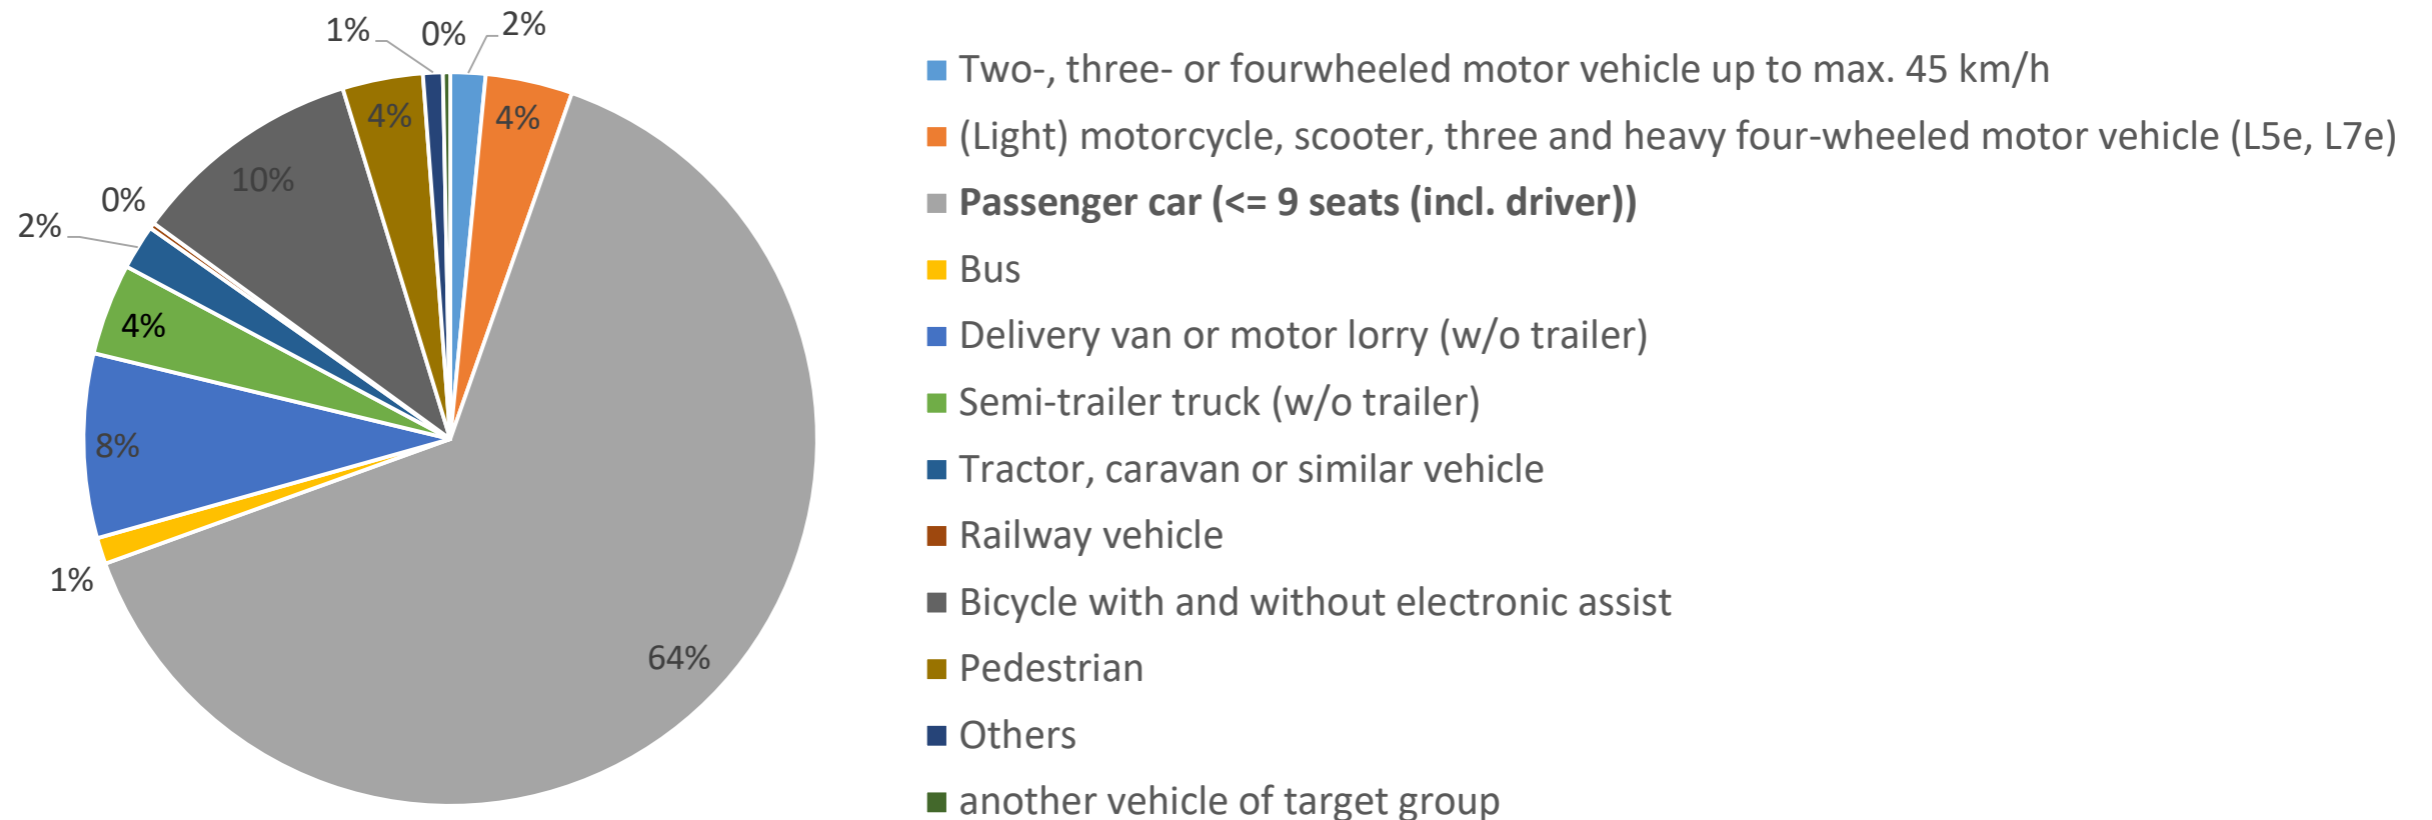 1%
0%
2%
4%
4%
10%
0%
2%
4%
8%
1%
64%
Two-, three- or fourwheeled motor vehicle up to max. 45 km/h
(Light) motorcycle, scooter, three and heavy four-wheeled motor vehicle (L5e, L7e)
Passenger car (<= 9 seats (incl. driver))
Bus
Delivery van or motor lorry (w/o trailer)
Semi-trailer truck (w/o trailer)
Tractor, caravan or similar vehicle
Railway vehicle
Bicycle with and without electronic assist
Pedestrian
Others
another vehicle of target group